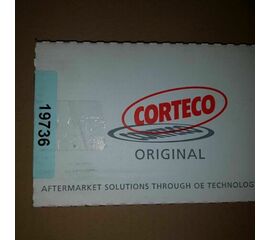 19736
CORTECO
ORIGINAL
AFTERMARKET SOLUTIONS THROUGH OE TECHNOLOG